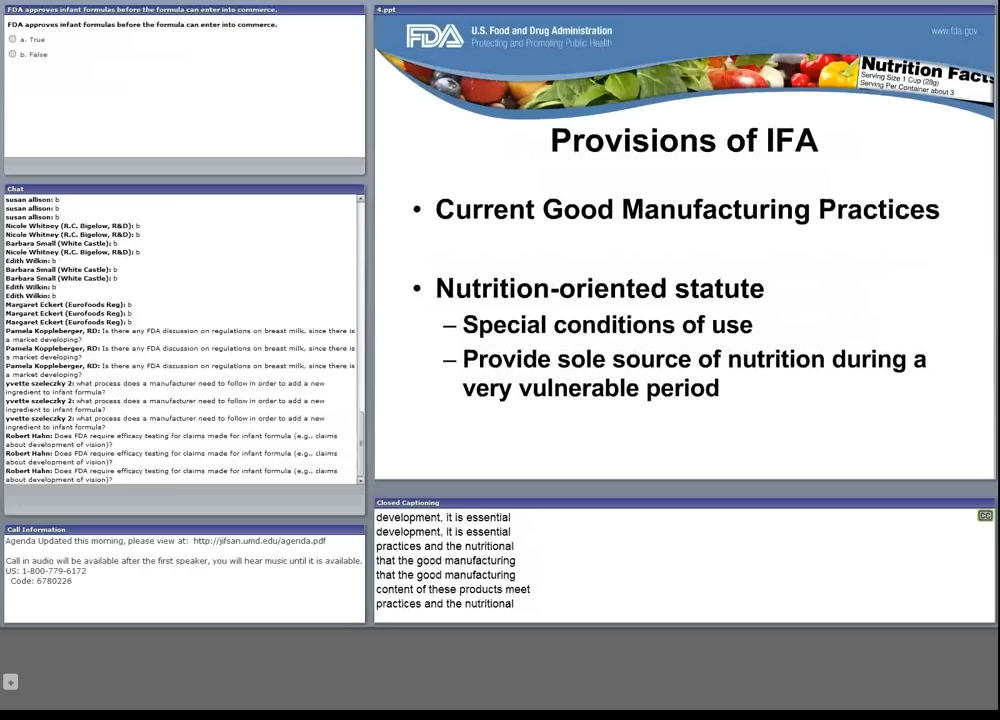 FDA approves infant formulas before the formula can enter into commerce.
FDA approves infant formulas before the formula can enter into commerce.
a. True
b. False
Chat
susan allison: b
susan allison: b
susan allison: b
Nicole Whitney (R.C. Bigelow, R&D): b
Nicole Whitney (R.C. Bigelow, R&D): b
Barbara Small (White Castle): b
Nicole Whitney (R.C. Bigelow, R&D): b
Edith Wilkin: b
Barbara Small (White Castle): b
Barbara Small (White Castle): b
Edith Wilkin: b
Edith Wilkin: b
Margaret Eckert (Eurofoods Reg): b
Margaret Eckert (Eurofoods Reg): b
Margaret Eckert (Eurofoods Reg): b
Pamela Koppleberger, RD: Is there any FDA discussion on regulations on breast milk, since there is
a market developing?
Pamela Koppleberger, RD: Is there any FDA discussion on regulations on breast milk, since there is
a market developing?
Pamela Koppleberger, RD: Is there any FDA discussion on regulations on breast milk, since there is
a market developing?
yvette szeleczky 2: what process does a manufacturer need to follow in order to add a new
ingredient to infant formula?
yvette szeleczky 2: what process does a manufacturer need to follow in order to add a new
ingredient to infant formula?
yvette szeleczky 2: what process does a manufacturer need to follow in order to add a new
ingredient to infant formula?
Robert Hahn: Does FDA require efficacy testing for claims made for infant formula (e.g., claims
about development of vision)?
Robert Hahn: Does FDA require efficacy testing for claims made for infant formula (e.g., claims
about development of vision)?
Robert Hahn: Does FDA require efficacy testing for claims made for infant formula (e.g., claims
about development of vision)?
Call Information
Agenda Updated this morning, please view at: http://jifsan.umd.edu/agenda.pdf
Call in audio will be available after the first speaker, you will hear music until it is available.
US: 1-800-779-6172
Code: 6780226
4.ppt
FDA U.S. Food and Drug Administration
Protecting and Promoting Public Health
www.fda.gov
Nutrition Facts
Serving Size 1 Cup (28g)
Serving Per Container about 3
Provisions of IFA
• Current Good Manufacturing Practices
• Nutrition-oriented statute
– Special conditions of use
– Provide sole source of nutrition during a
very vulnerable period
Closed Captioning
CC
development, it is essential
development, it is essential
practices and the nutritional
that the good manufacturing
that the good manufacturing
content of these products meet
practices and the nutritional